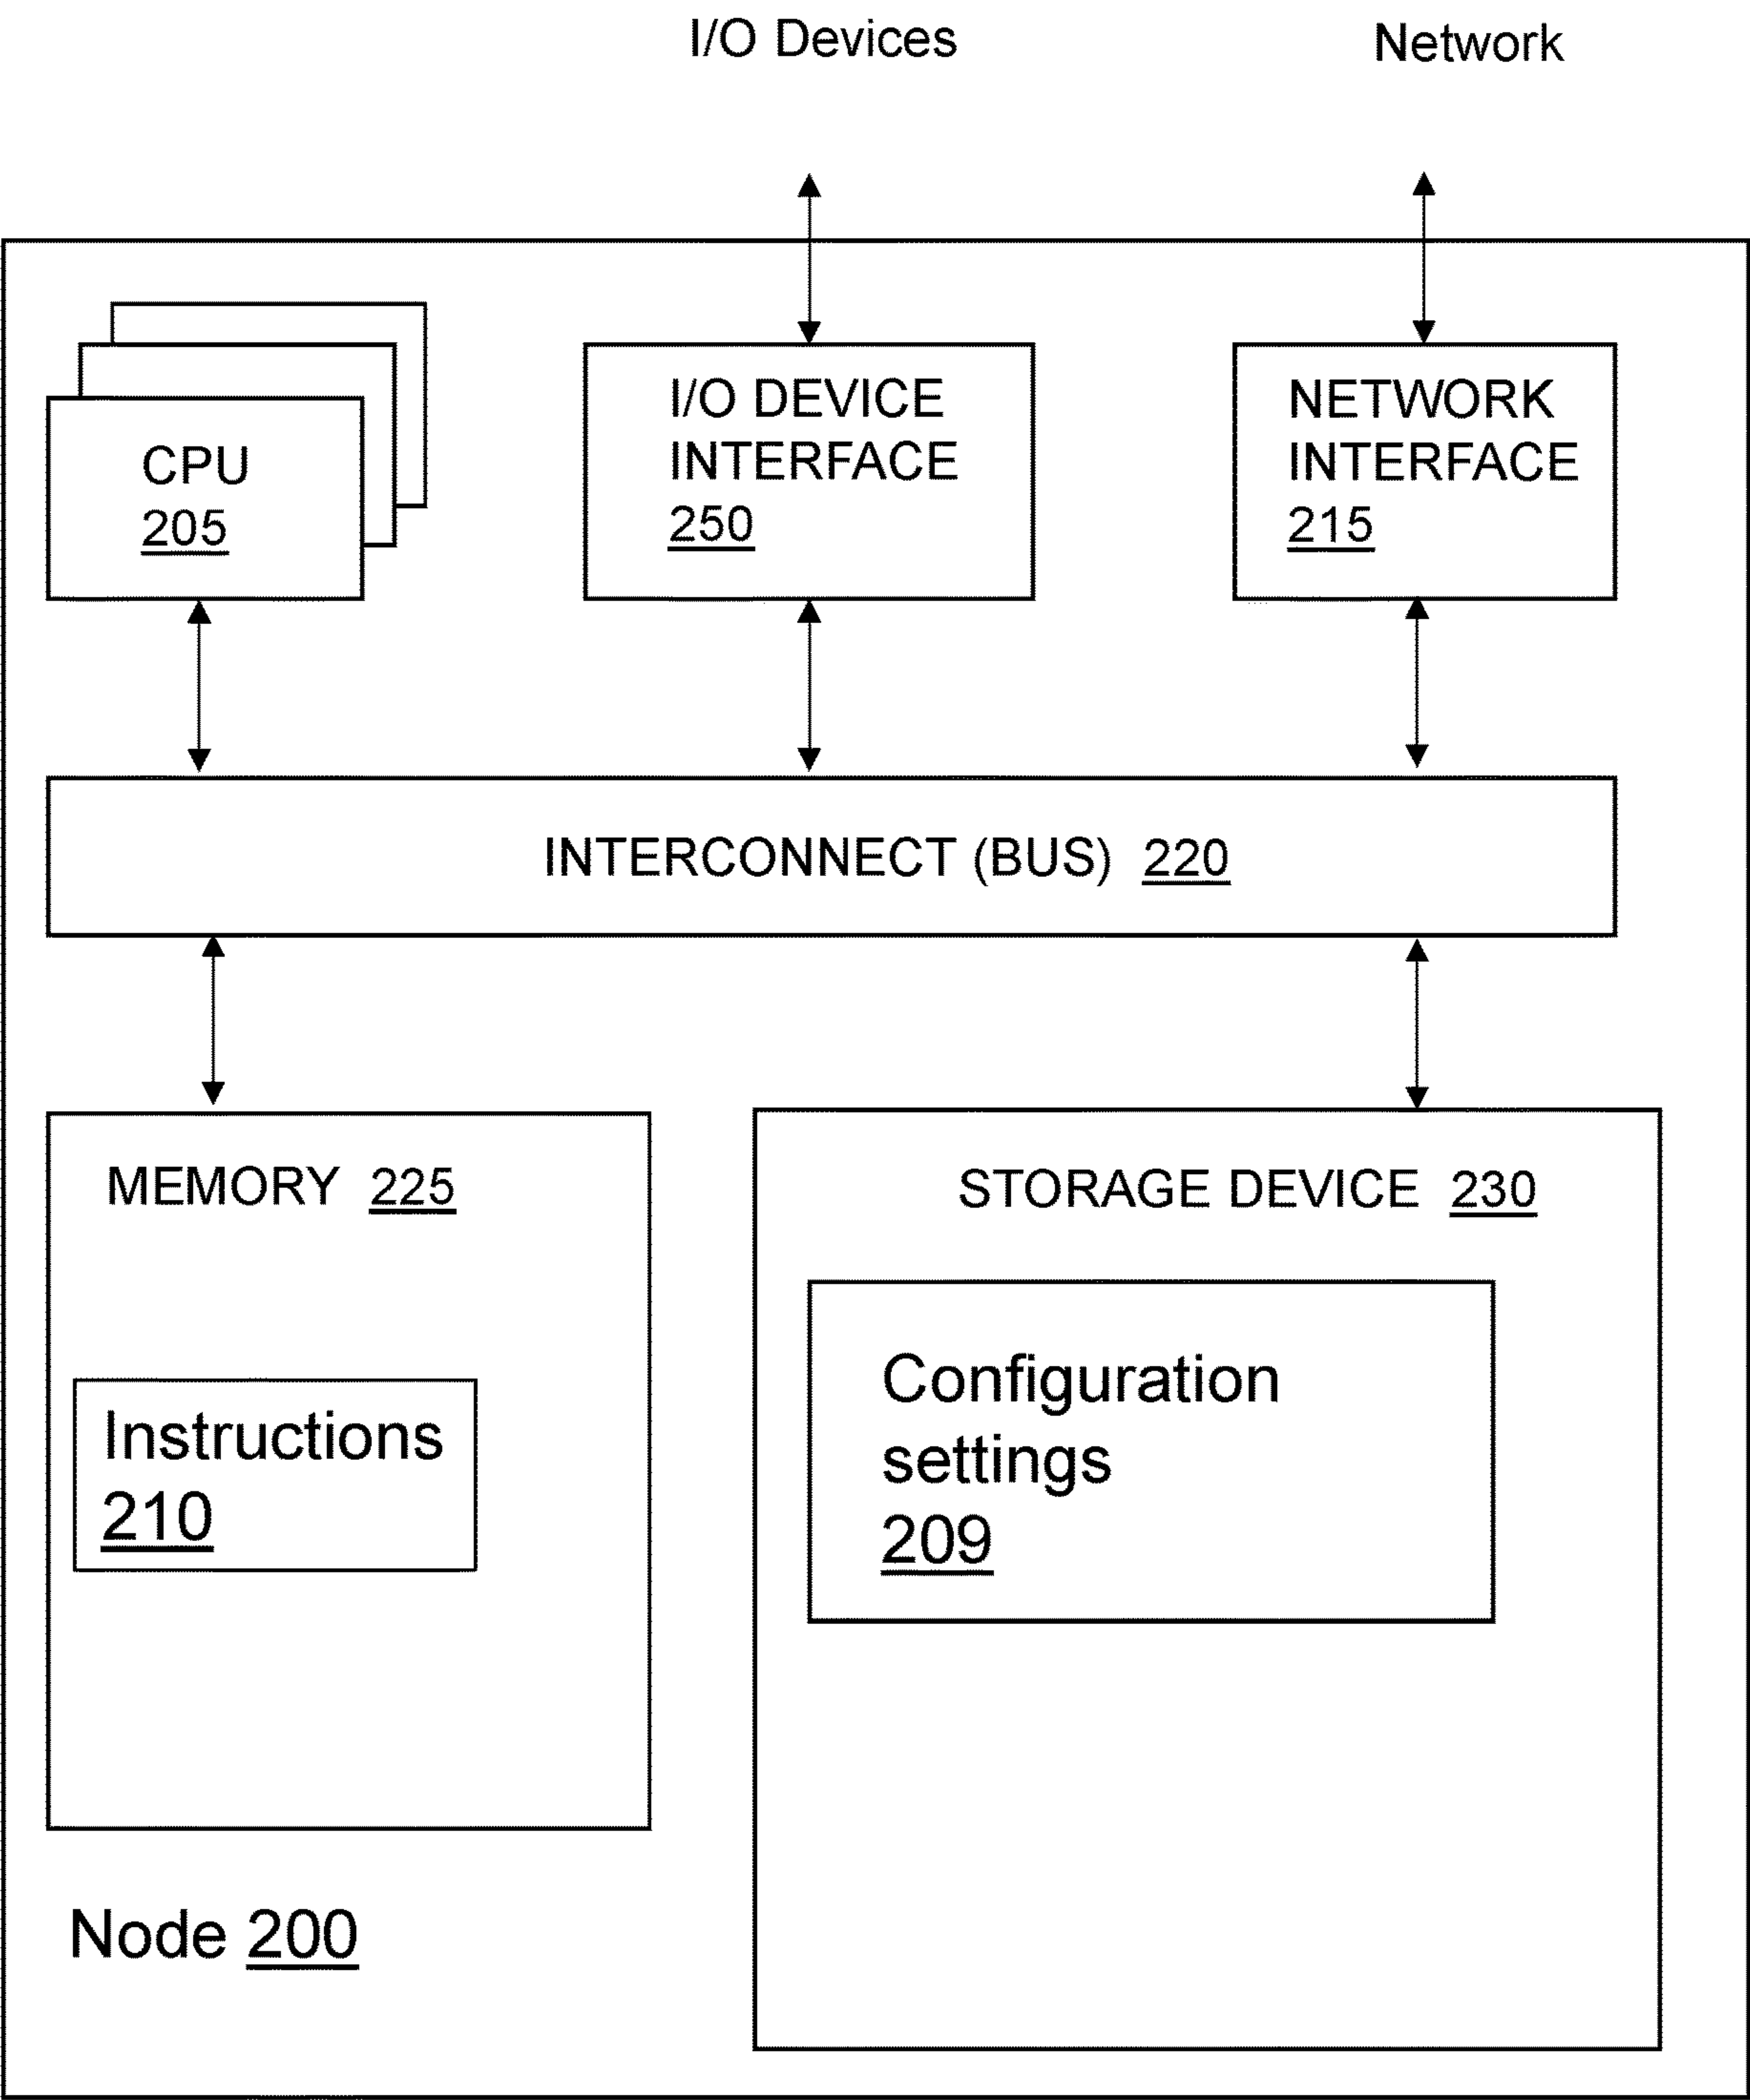 I/O Devices
Network
CPU
205
I/O DEVICE
INTERFACE
250
NETWORK
INTERFACE
215
INTERCONNECT (BUS) 220
MEMORY 225
Instructions
210
STORAGE DEVICE 230
Configuration
settings
209
Node 200